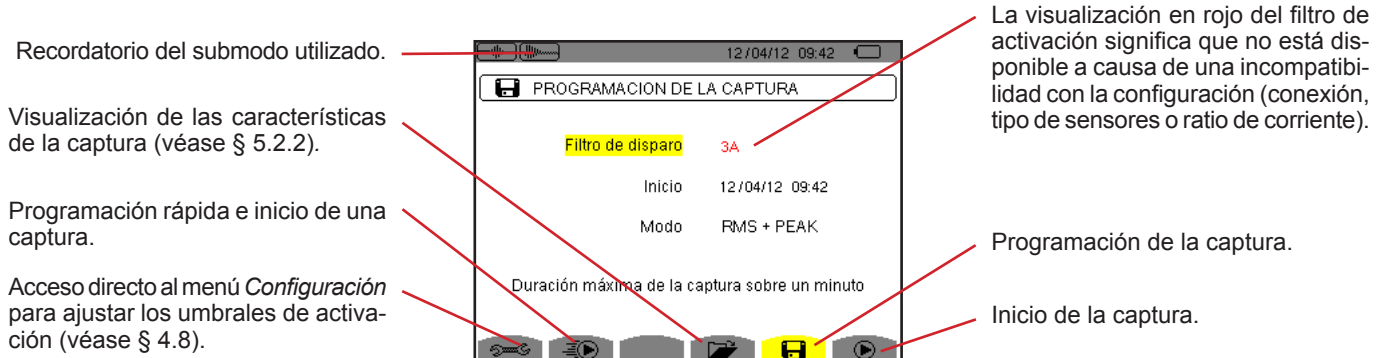 Recordatorio del submodo utilizado.
Visualización de las características
de la captura (véase § 5.2.2).
Programación rápida e inicio de una
captura.
Acceso directo al menú Configuración
para ajustar los umbrales de activa-
ción (véase § 4.8).
12/04/12 09:42
PROGRAMACION DE LA CAPTURA
Filtro de disparo 3A
Inicio 12/04/12 09:42
Modo RMS + PEAK
Duración máxima de la captura sobre un minuto
La visualización en rojo del filtro de
activación significa que no está dis-
ponible a causa de una incompatibi-
lidad con la configuración (conexión,
tipo de sensores o ratio de corriente).
Programación de la captura.
Inicio de la captura.